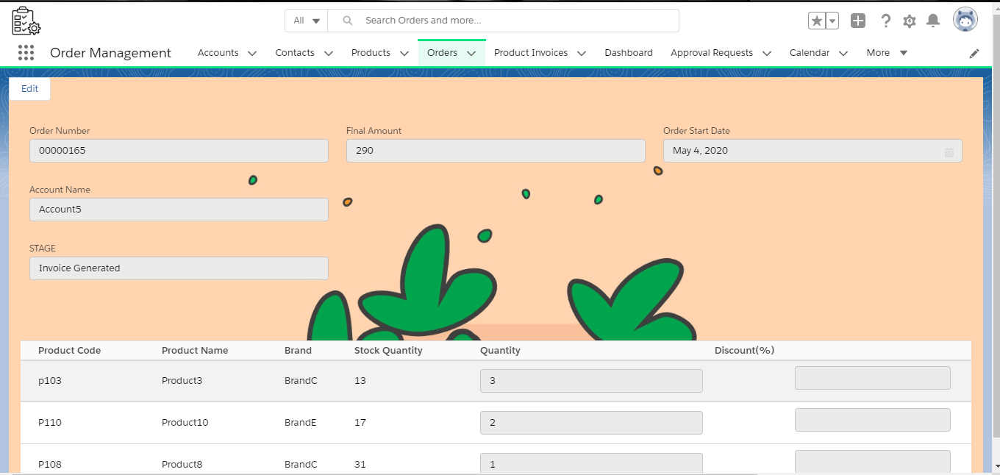 All
Search Orders and more...
Order Management
Accounts
Contacts
Products
Orders
Product Invoices
Dashboard
Approval Requests
Calendar
More
Edit
Order Number
Final Amount
Order Start Date
00000165
290
May 4, 2020
Account Name
Account5
STAGE
Invoice Generated
Product Code Product Name Brand Stock Quantity Quantity Discount(%)
p103 Product3 BrandC 13 3
P110 Product10 BrandE 17 2
P108 Product8 BrandC 31 1